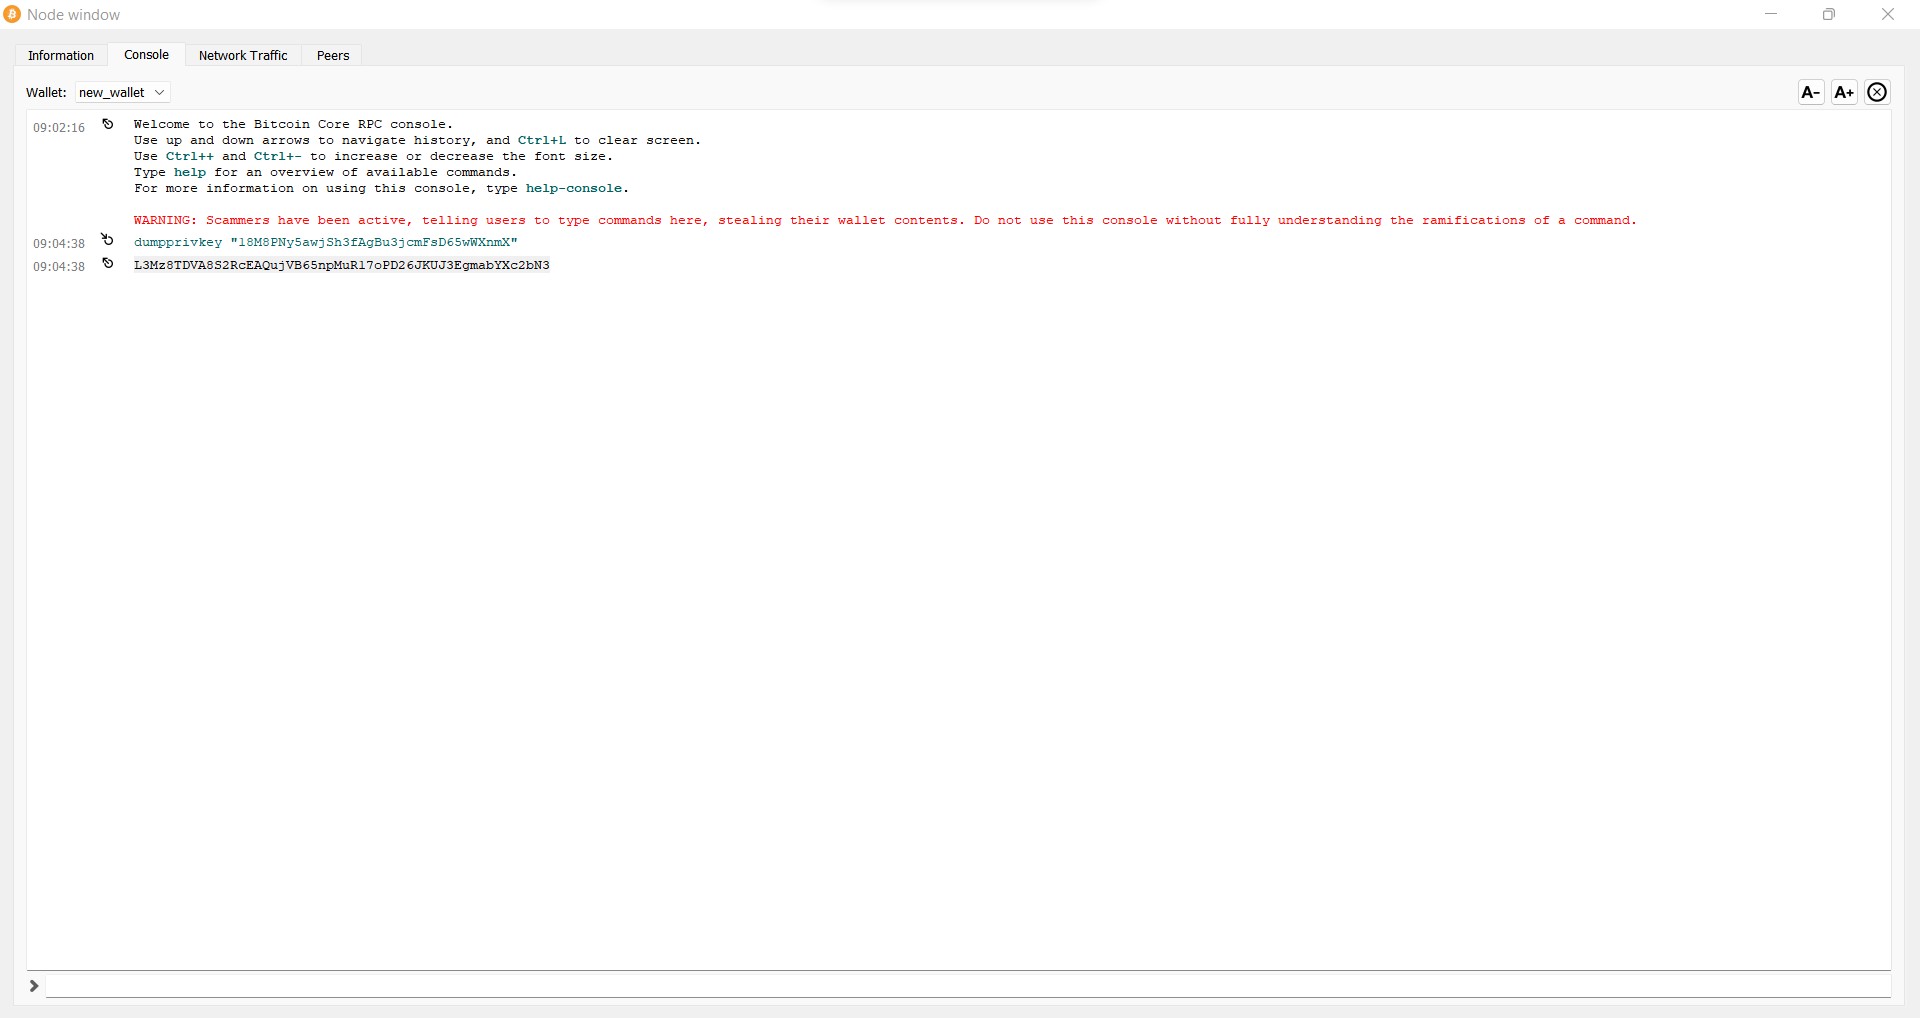 Node window
Information
Console
Network Traffic
Peers
Wallet:
new_wallet
A-
A+
09:02:16
Welcome to the Bitcoin Core RPC console.
Use up and down arrows to navigate history, and Ctrl+L to clear screen.
Use Ctrl++ and Ctrl+- to increase or decrease the font size.
Type help for an overview of available commands.
For more information on using this console, type help-console.
WARNING: Scammers have been active, telling users to type commands here, stealing their wallet contents. Do not use this console without fully understanding the ramifications of a command.
09:04:38
dumpprivkey "18M8PNy5awjSh3fAgBu3jcmFsD65wWXnmX"
09:04:38
L3Mz8TDVA8S2RcEAQujVB65npMuR17oPD26JKUJ3EgmabYXc2bN3